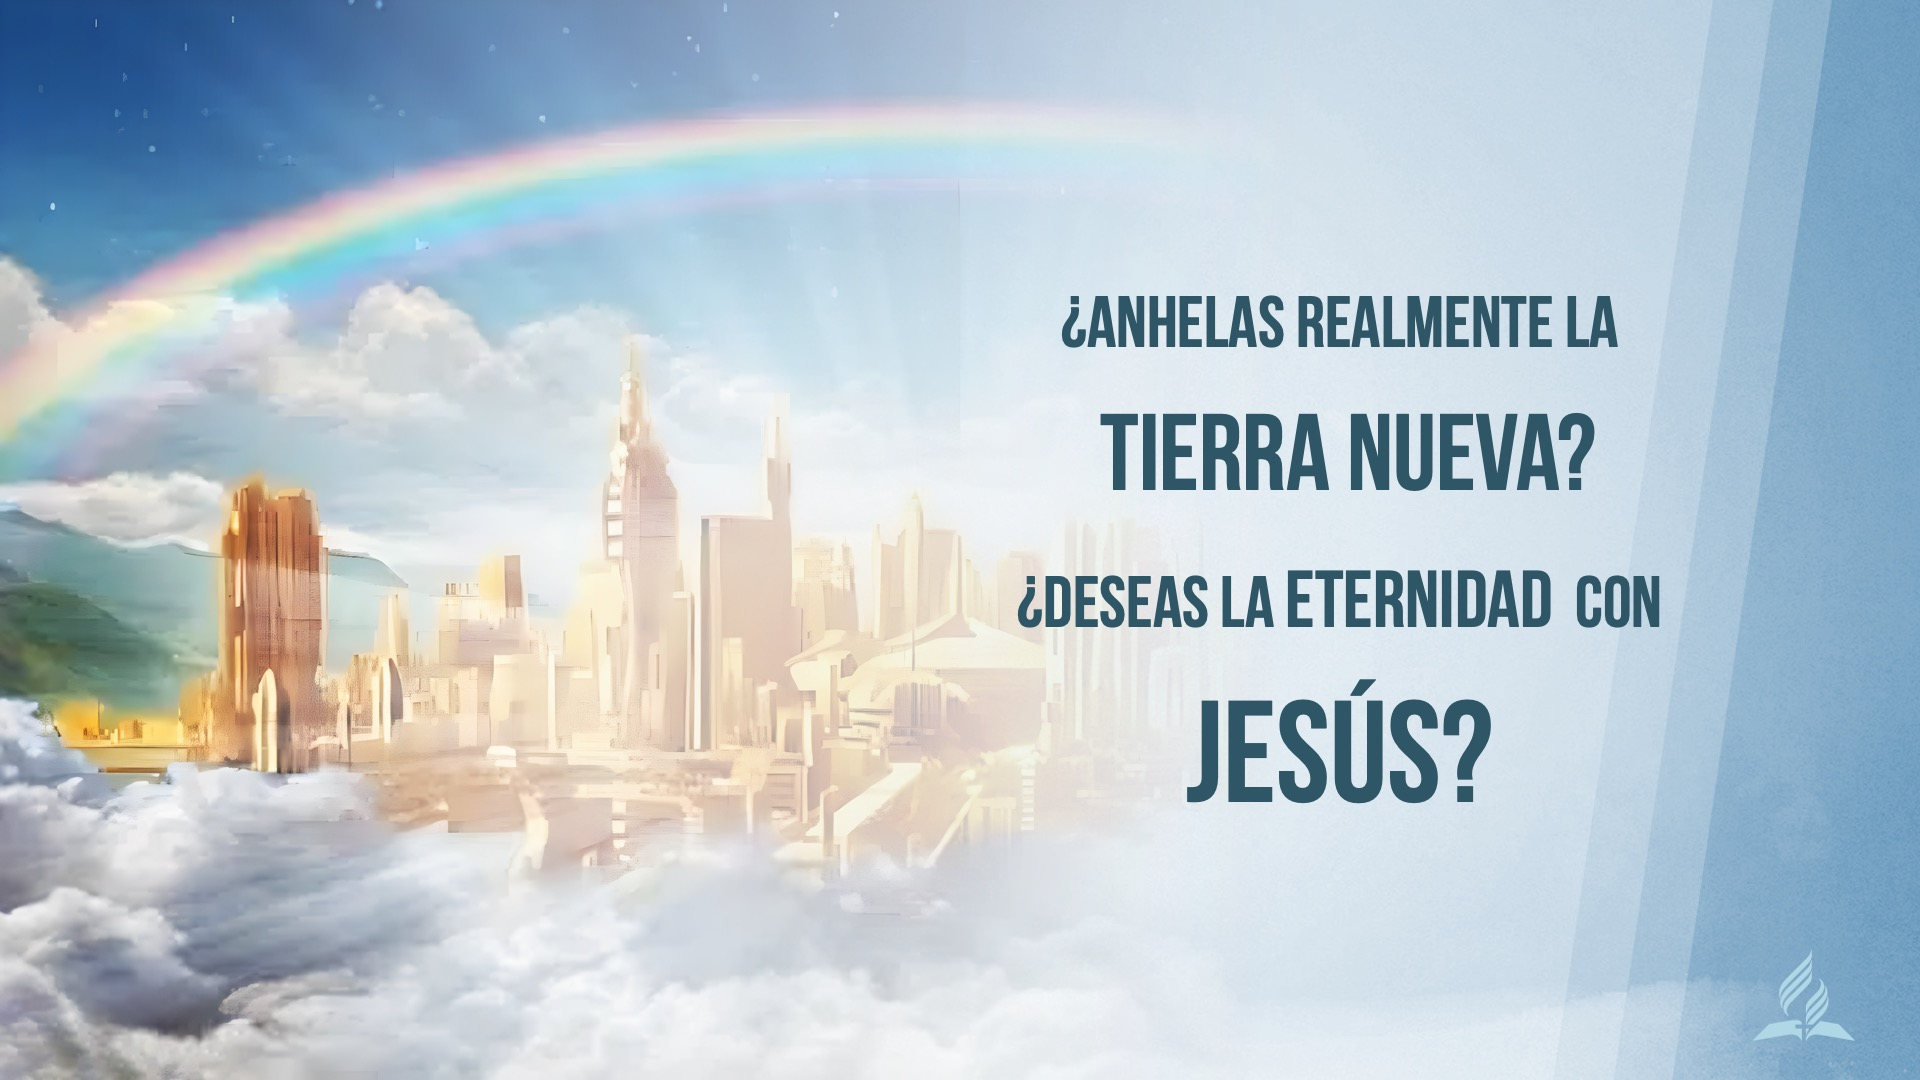 ¿ANHELAS REALMENTE LA
TIERRA NUEVA?
¿DESEAS LA ETERNIDAD CON
JESÚS?